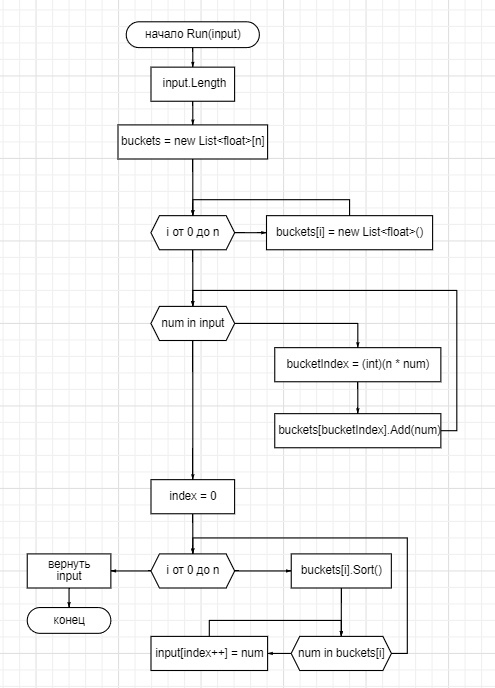 начало Run(input)
input.Length
buckets = new List<float>[n]
i от 0 до n
buckets[i] = new List<float>()
num in input
bucketIndex = (int)(n * num)
buckets[bucketIndex].Add(num)
index = 0
вернуть
input
i от 0 до n
buckets[i].Sort()
конец
input[index++] = num
num in buckets[i]